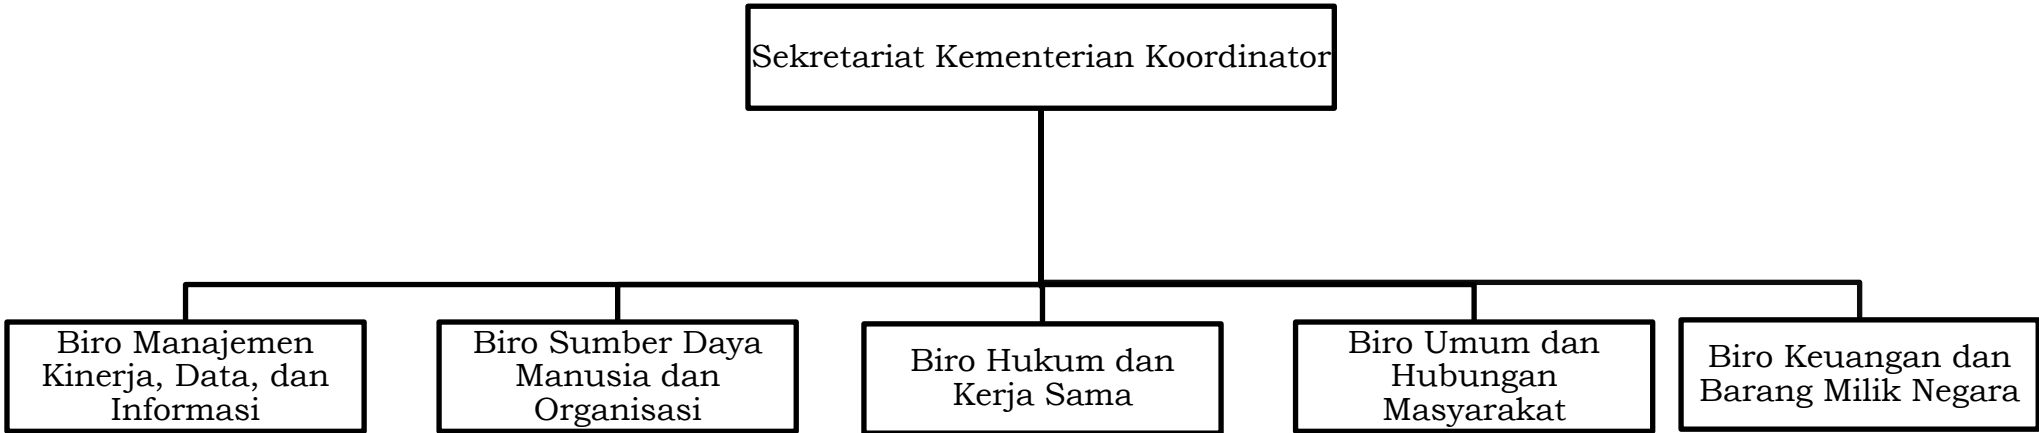 Sekretariat Kementerian Koordinator
Biro Manajemen
Kinerja, Data, dan
Informasi
Biro Sumber Daya
Manusia dan
Organisasi
Biro Hukum dan
Kerja Sama
Biro Umum dan
Hubungan
Masyarakat
Biro Keuangan dan
Barang Milik Negara